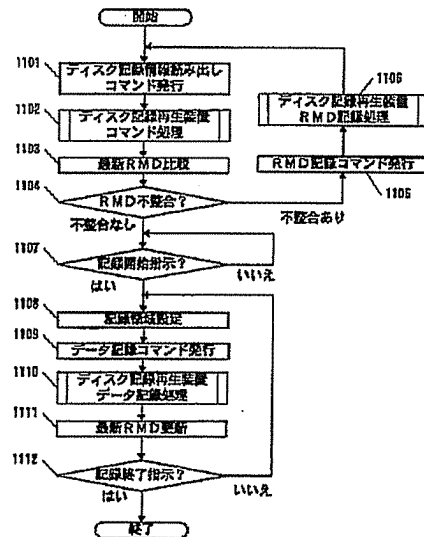 開始
1101
ディスク記録情報読み出し
コマンド発行
1102
ディスク記録再生装置
コマンド処理
1103
最新RMD比較
1104
RMD不整合?
不整合なし
不整合あり
1106
ディスク記録再生装置
RMD記録処理
RMD記録コマンド発行
1105
1107
記録開始指示?
はい
いいえ
1108
記録領域設定
1109
データ記録コマンド発行
1110
ディスク記録再生装置
データ記録処理
1111
最新RMD更新
1112
記録終了指示?
はい
いいえ
終了